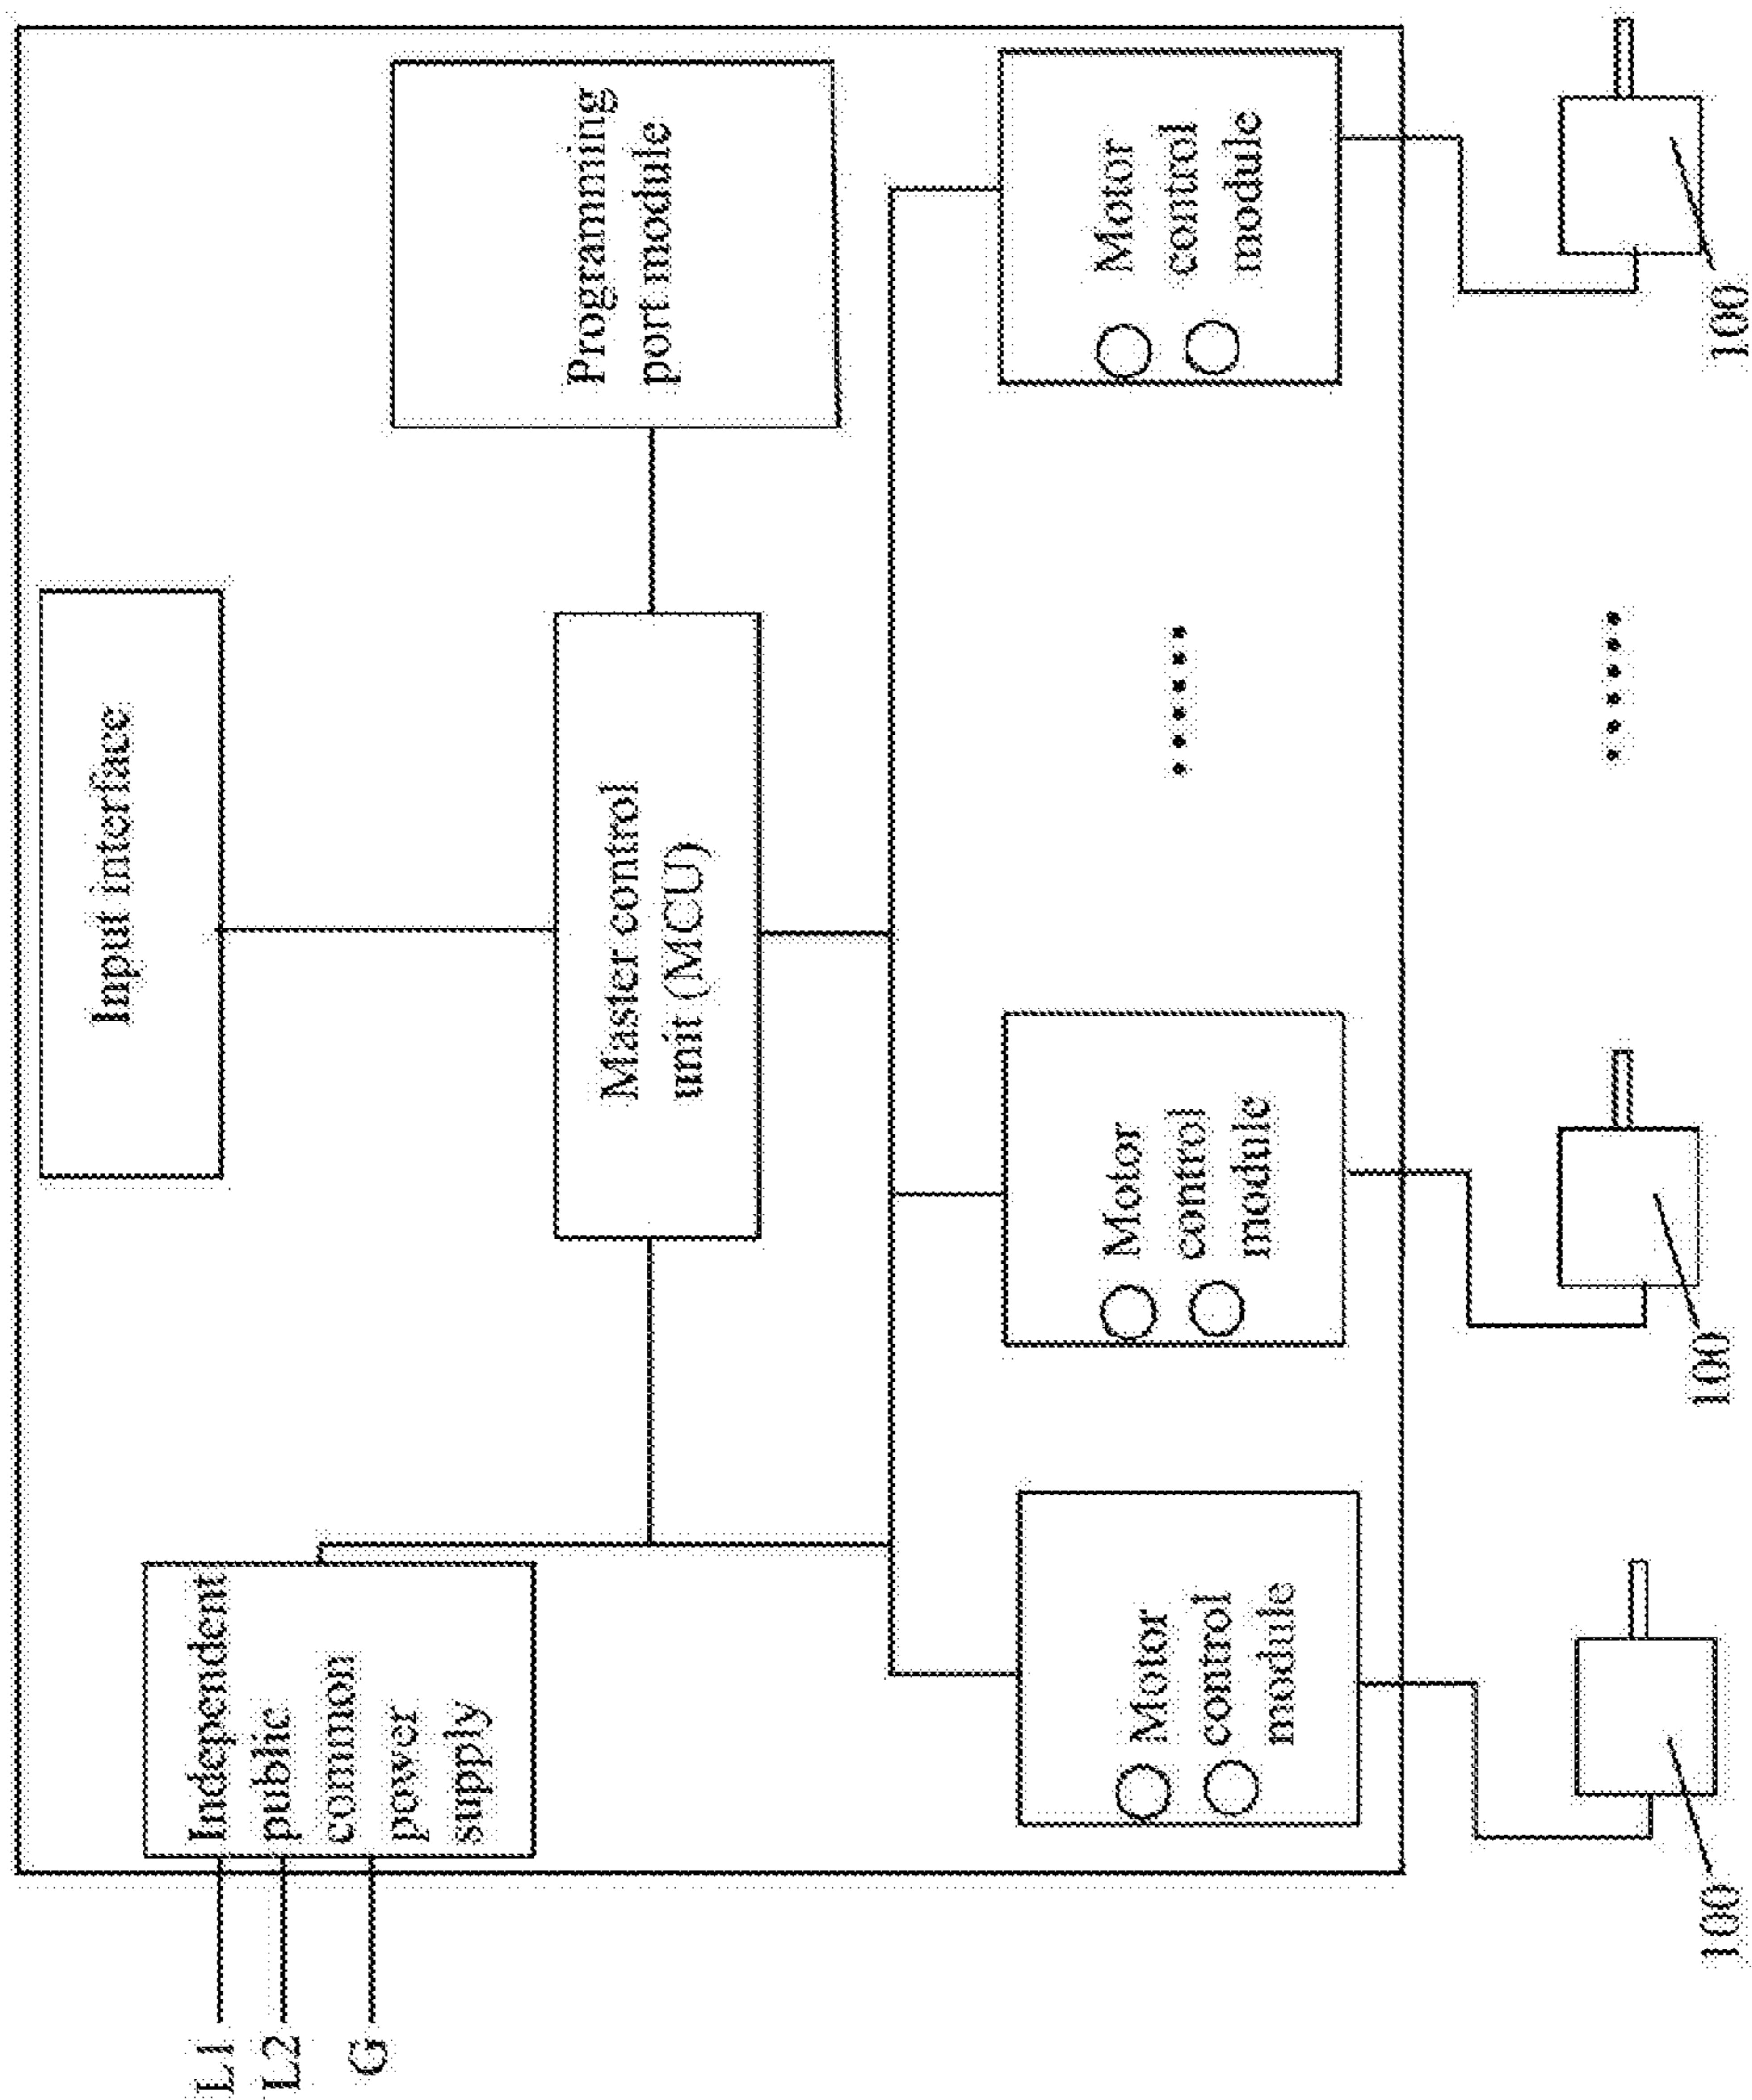 Input interface
Independent
public
common
power
supply
L1
L2
G
Master control
unit (MCU)
Programming
port module
Motor
control
module
Motor
control
module
......
Motor
control
module
100
100
......
100